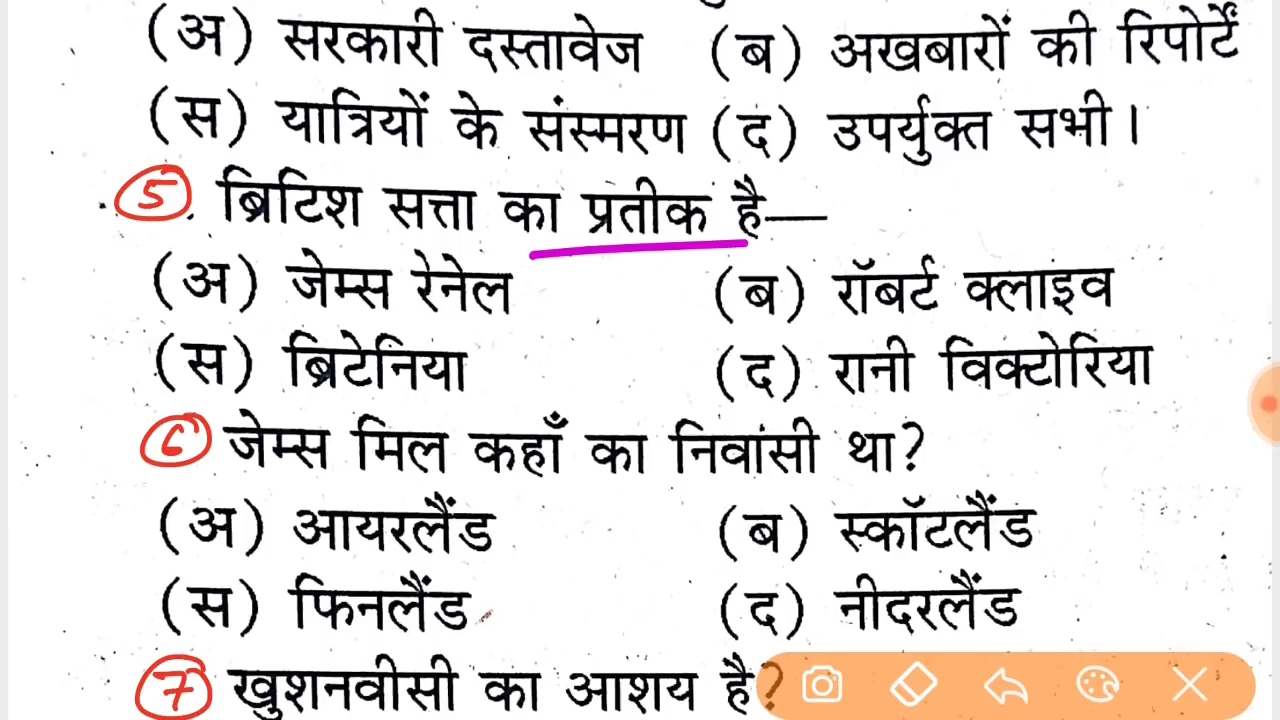 (अ) सरकारी दस्तावेज (ब) अखबारों की रिपोर्टें
(स) यात्रियों के संस्मरण (द) उपर्युक्त सभी।
5. ब्रिटिश सत्ता का प्रतीक है—
(अ) जेम्स रेनेल (ब) रॉबर्ट क्लाइव
(स) ब्रिटेनिया (द) रानी विक्टोरिया
6 जेम्स मिल कहाँ का निवासी था?
(अ) आयरलैंड (ब) स्कॉटलैंड
(स) फिनलैंड (द) नीदरलैंड
7 खुशनवीसी का आशय है?